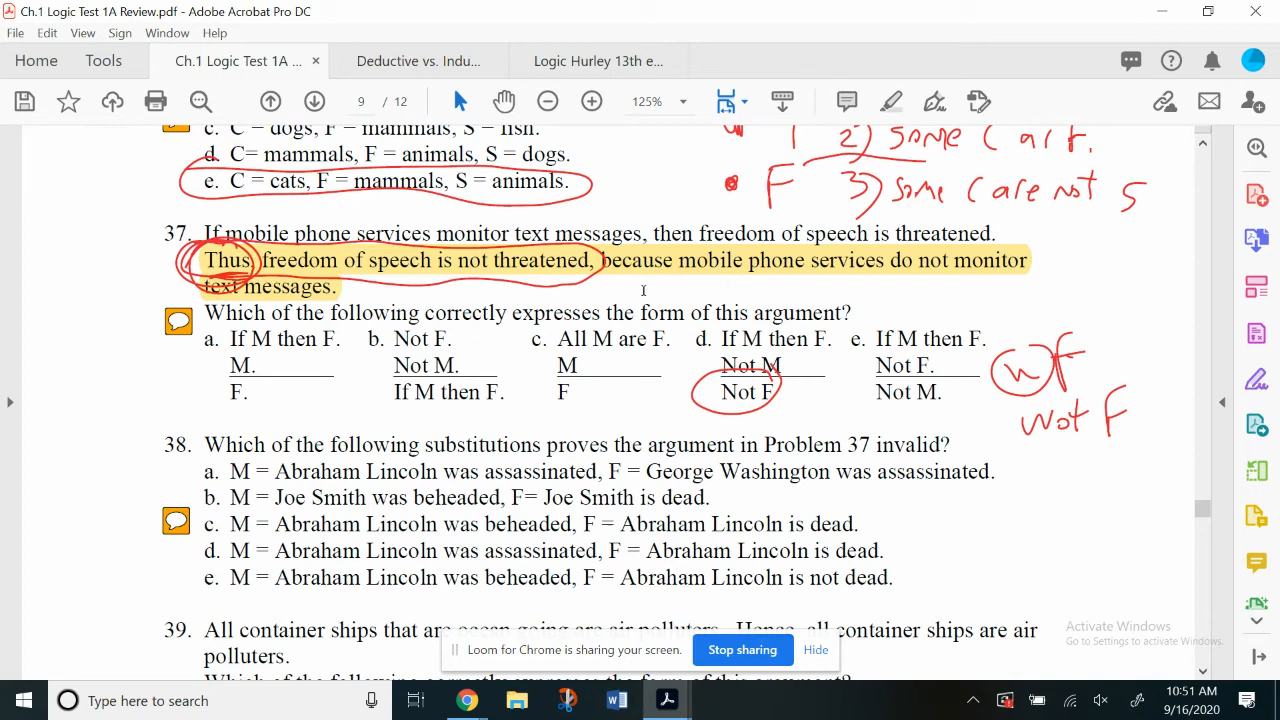 Ch.1 Logic Test 1A Review.pdf - Adobe Acrobat Pro DC
File Edit View Sign Window Help
Home Tools Ch.1 Logic Test 1A ... × Deductive vs. Indu... Logic Hurley 13th e...
9 / 12 125%
c. C = dogs, F = mammals, S = fish.
2) some C ar F.
d. C= mammals, F = animals, S = dogs.
e. C = cats, F = mammals, S = animals.
F 3) some C are not S
37. If mobile phone services monitor text messages, then freedom of speech is threatened.
Thus, freedom of speech is not threatened, because mobile phone services do not monitor
text messages.
Which of the following correctly expresses the form of this argument?
a. If M then F. b. Not F. c. All M are F. d. If M then F. e. If M then F.
M. Not M. M Not M Not F. n F
F. If M then F. F Not F Not M.
Not F
38. Which of the following substitutions proves the argument in Problem 37 invalid?
a. M = Abraham Lincoln was assassinated, F = George Washington was assassinated.
b. M = Joe Smith was beheaded, F= Joe Smith is dead.
c. M = Abraham Lincoln was beheaded, F = Abraham Lincoln is dead.
d. M = Abraham Lincoln was assassinated, F = Abraham Lincoln is dead.
e. M = Abraham Lincoln was beheaded, F = Abraham Lincoln is not dead.
39. All container ships that are ocean going are air polluters. Hence, all container ships are air
polluters.
Activate Windows
Go to Settings to activate Windows.
Loom for Chrome is sharing your screen. Stop sharing Hide
Type here to search
10:51 AM
9/16/2020